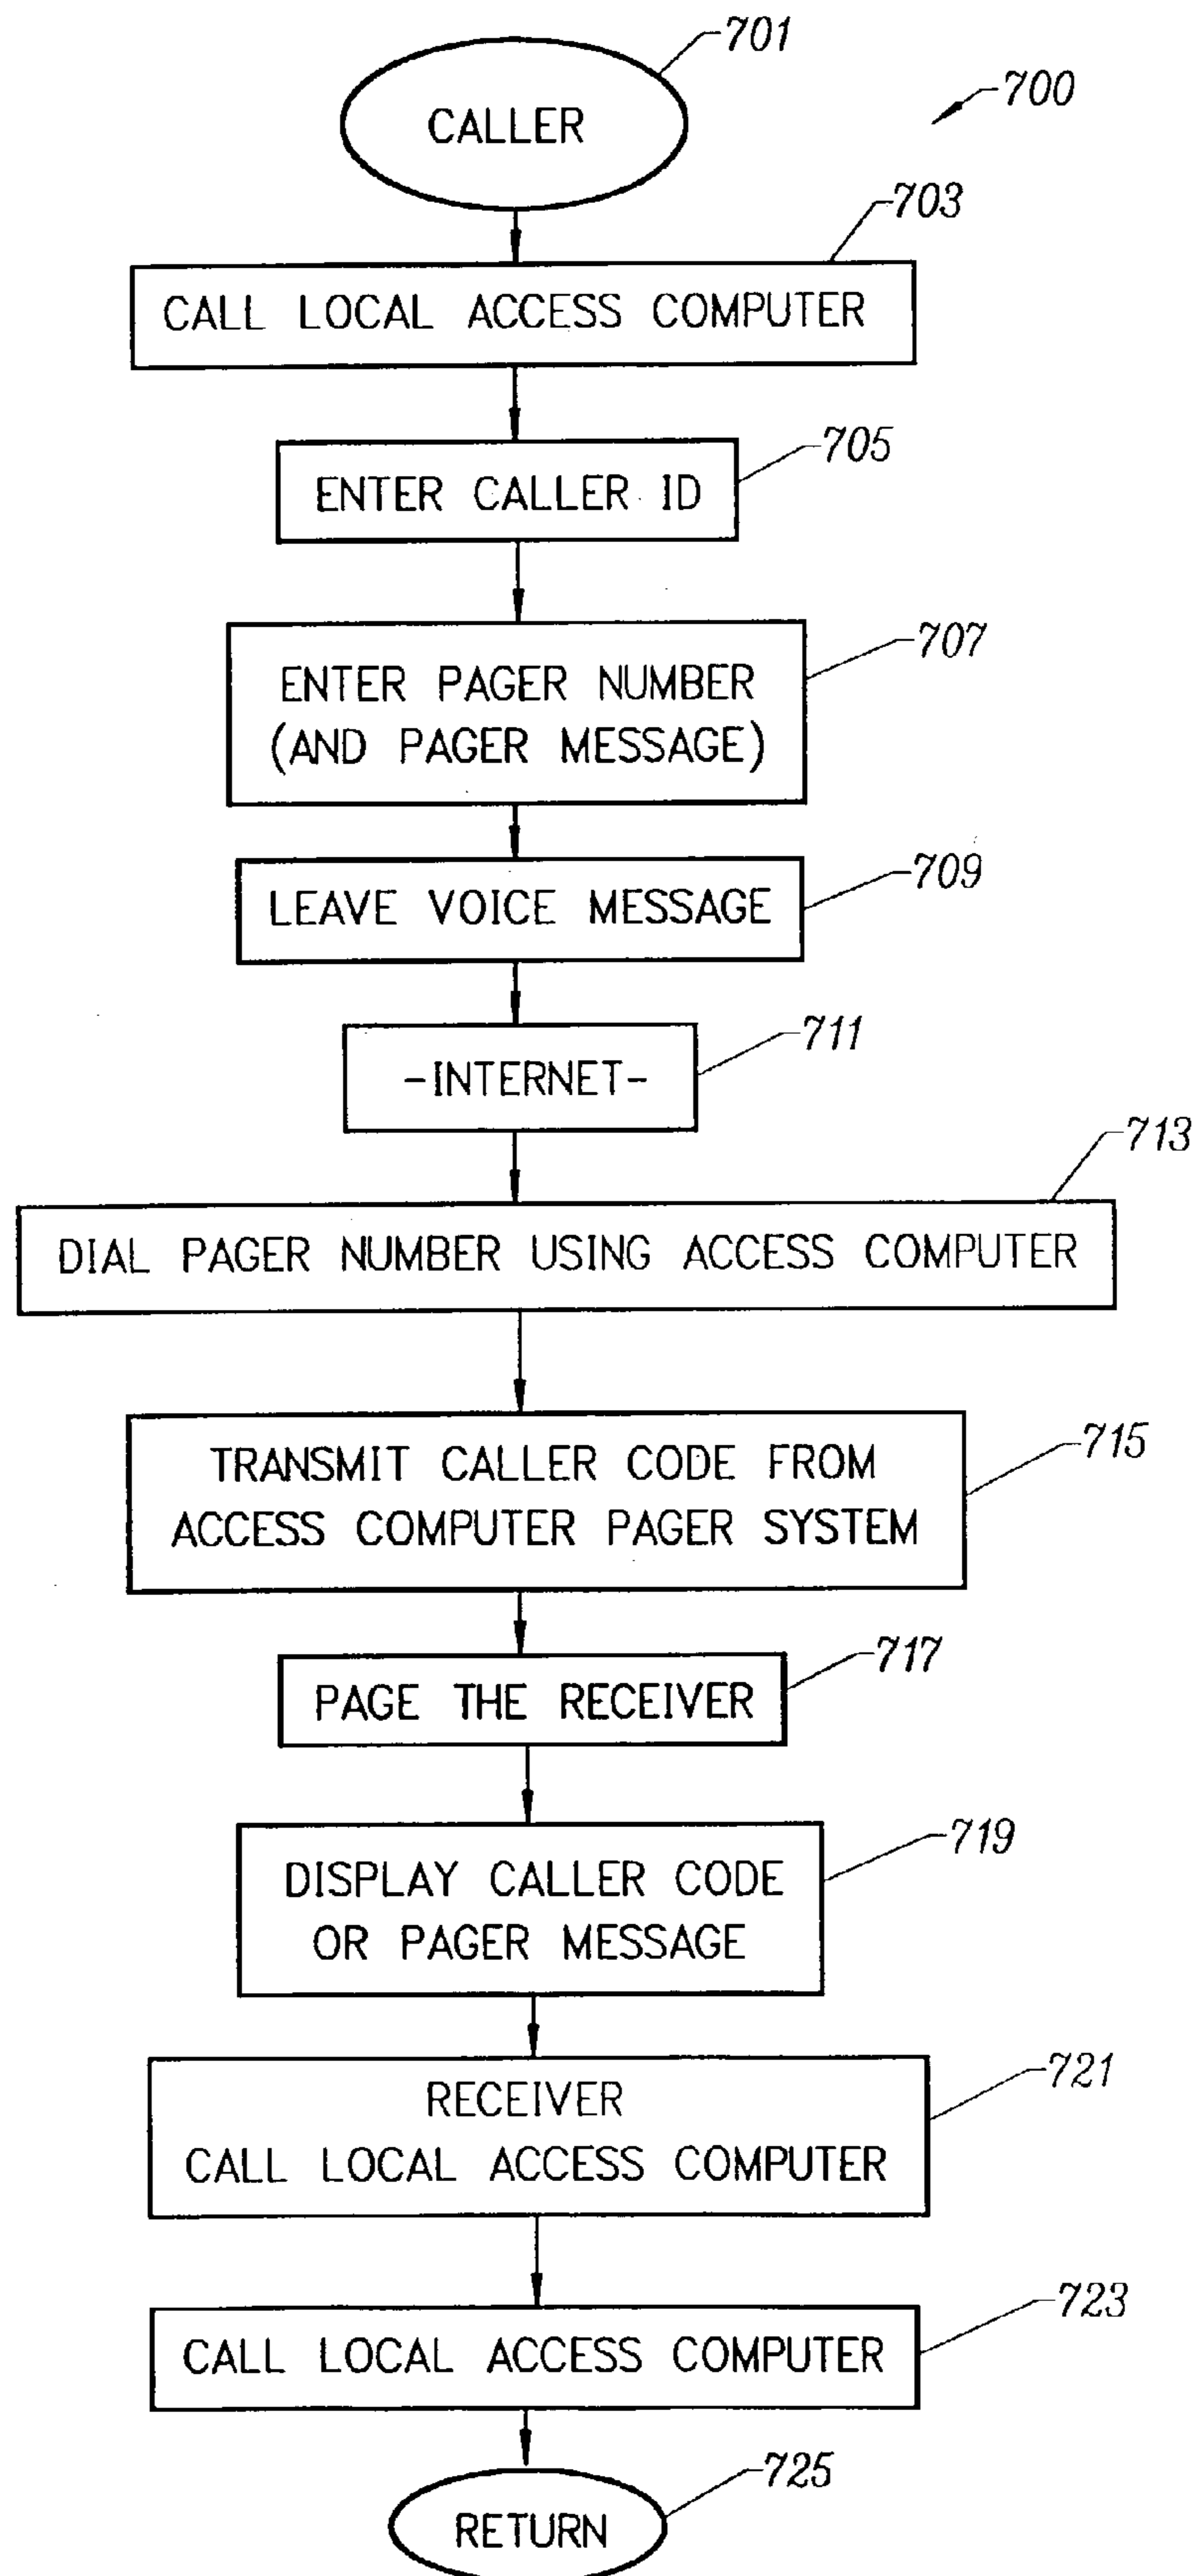 701
CALLER
700
703
CALL LOCAL ACCESS COMPUTER
705
ENTER CALLER ID
707
ENTER PAGER NUMBER
(AND PAGER MESSAGE)
709
LEAVE VOICE MESSAGE
711
-INTERNET-
713
DIAL PAGER NUMBER USING ACCESS COMPUTER
715
TRANSMIT CALLER CODE FROM
ACCESS COMPUTER PAGER SYSTEM
717
PAGE THE RECEIVER
719
DISPLAY CALLER CODE
OR PAGER MESSAGE
721
RECEIVER
CALL LOCAL ACCESS COMPUTER
723
CALL LOCAL ACCESS COMPUTER
725
RETURN